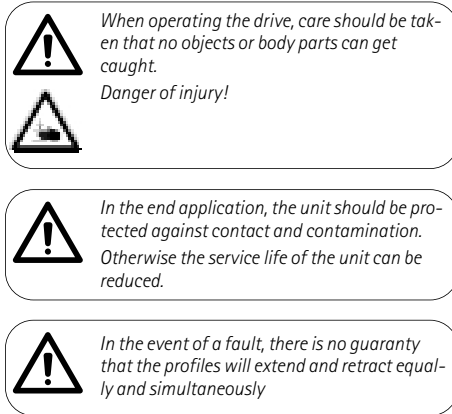 When operating the drive, care should be tak-
en that no objects or body parts can get
caught.
Danger of injury!
In the end application, the unit should be pro-
tected against contact and contamination.
Otherwise the service life of the unit can be
reduced.
In the event of a fault, there is no guaranty
that the profiles will extend and retract equal-
ly and simultaneously